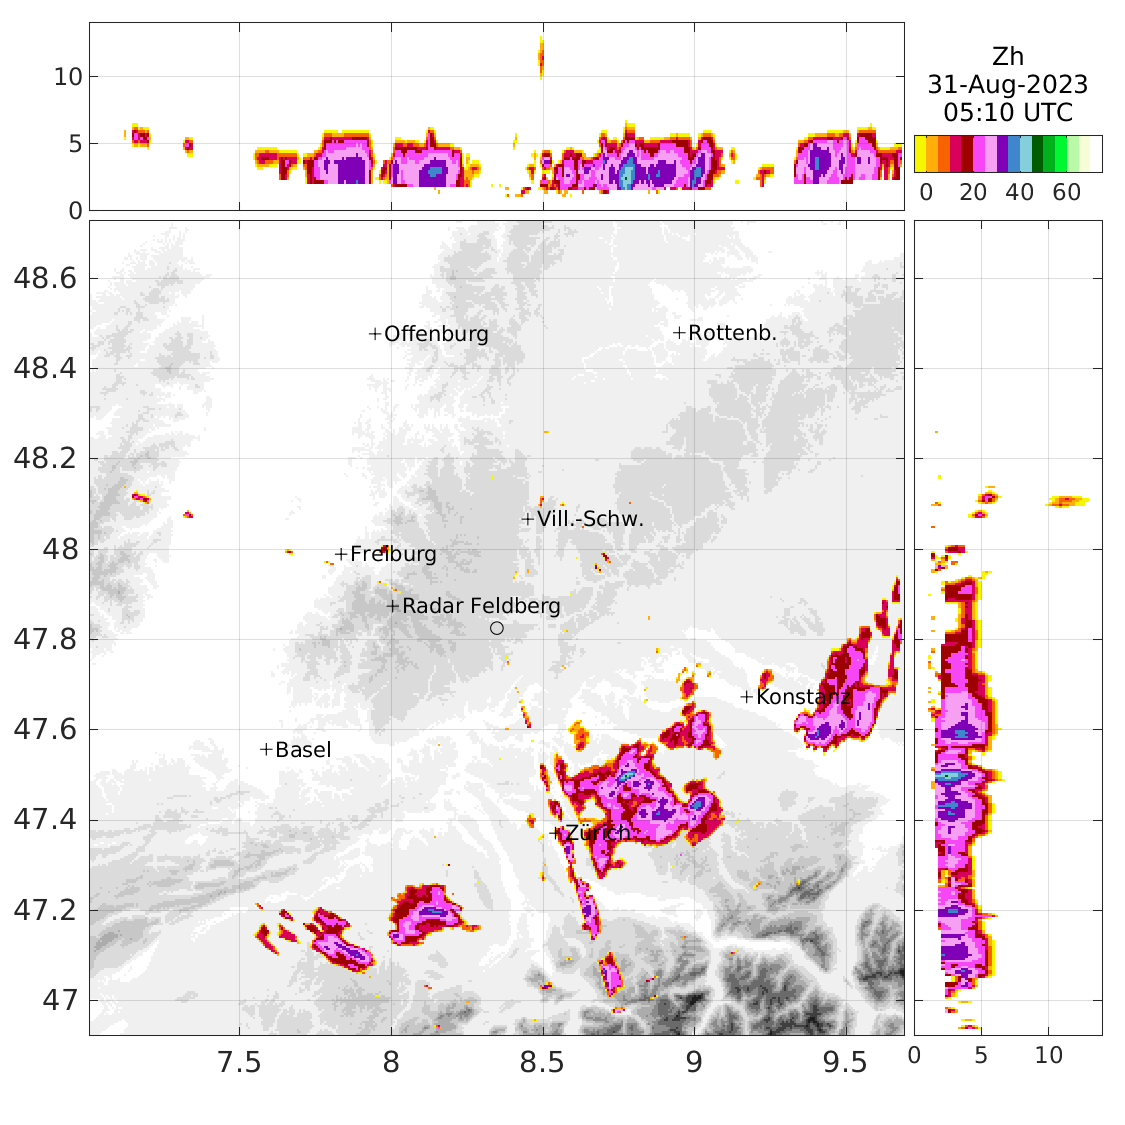 Zh
31-Aug-2023
05:10 UTC
0 20 40 60
10
5
0
48.6
48.4
48.2
48
47.8
47.6
47.4
47.2
47
+Offenburg
+Rottenb.
+Vill.-Schw.
+Freiburg
+Radar Feldberg
+Konstanz
+Basel
+Zürich
7.5 8 8.5 9 9.5
0 5 10